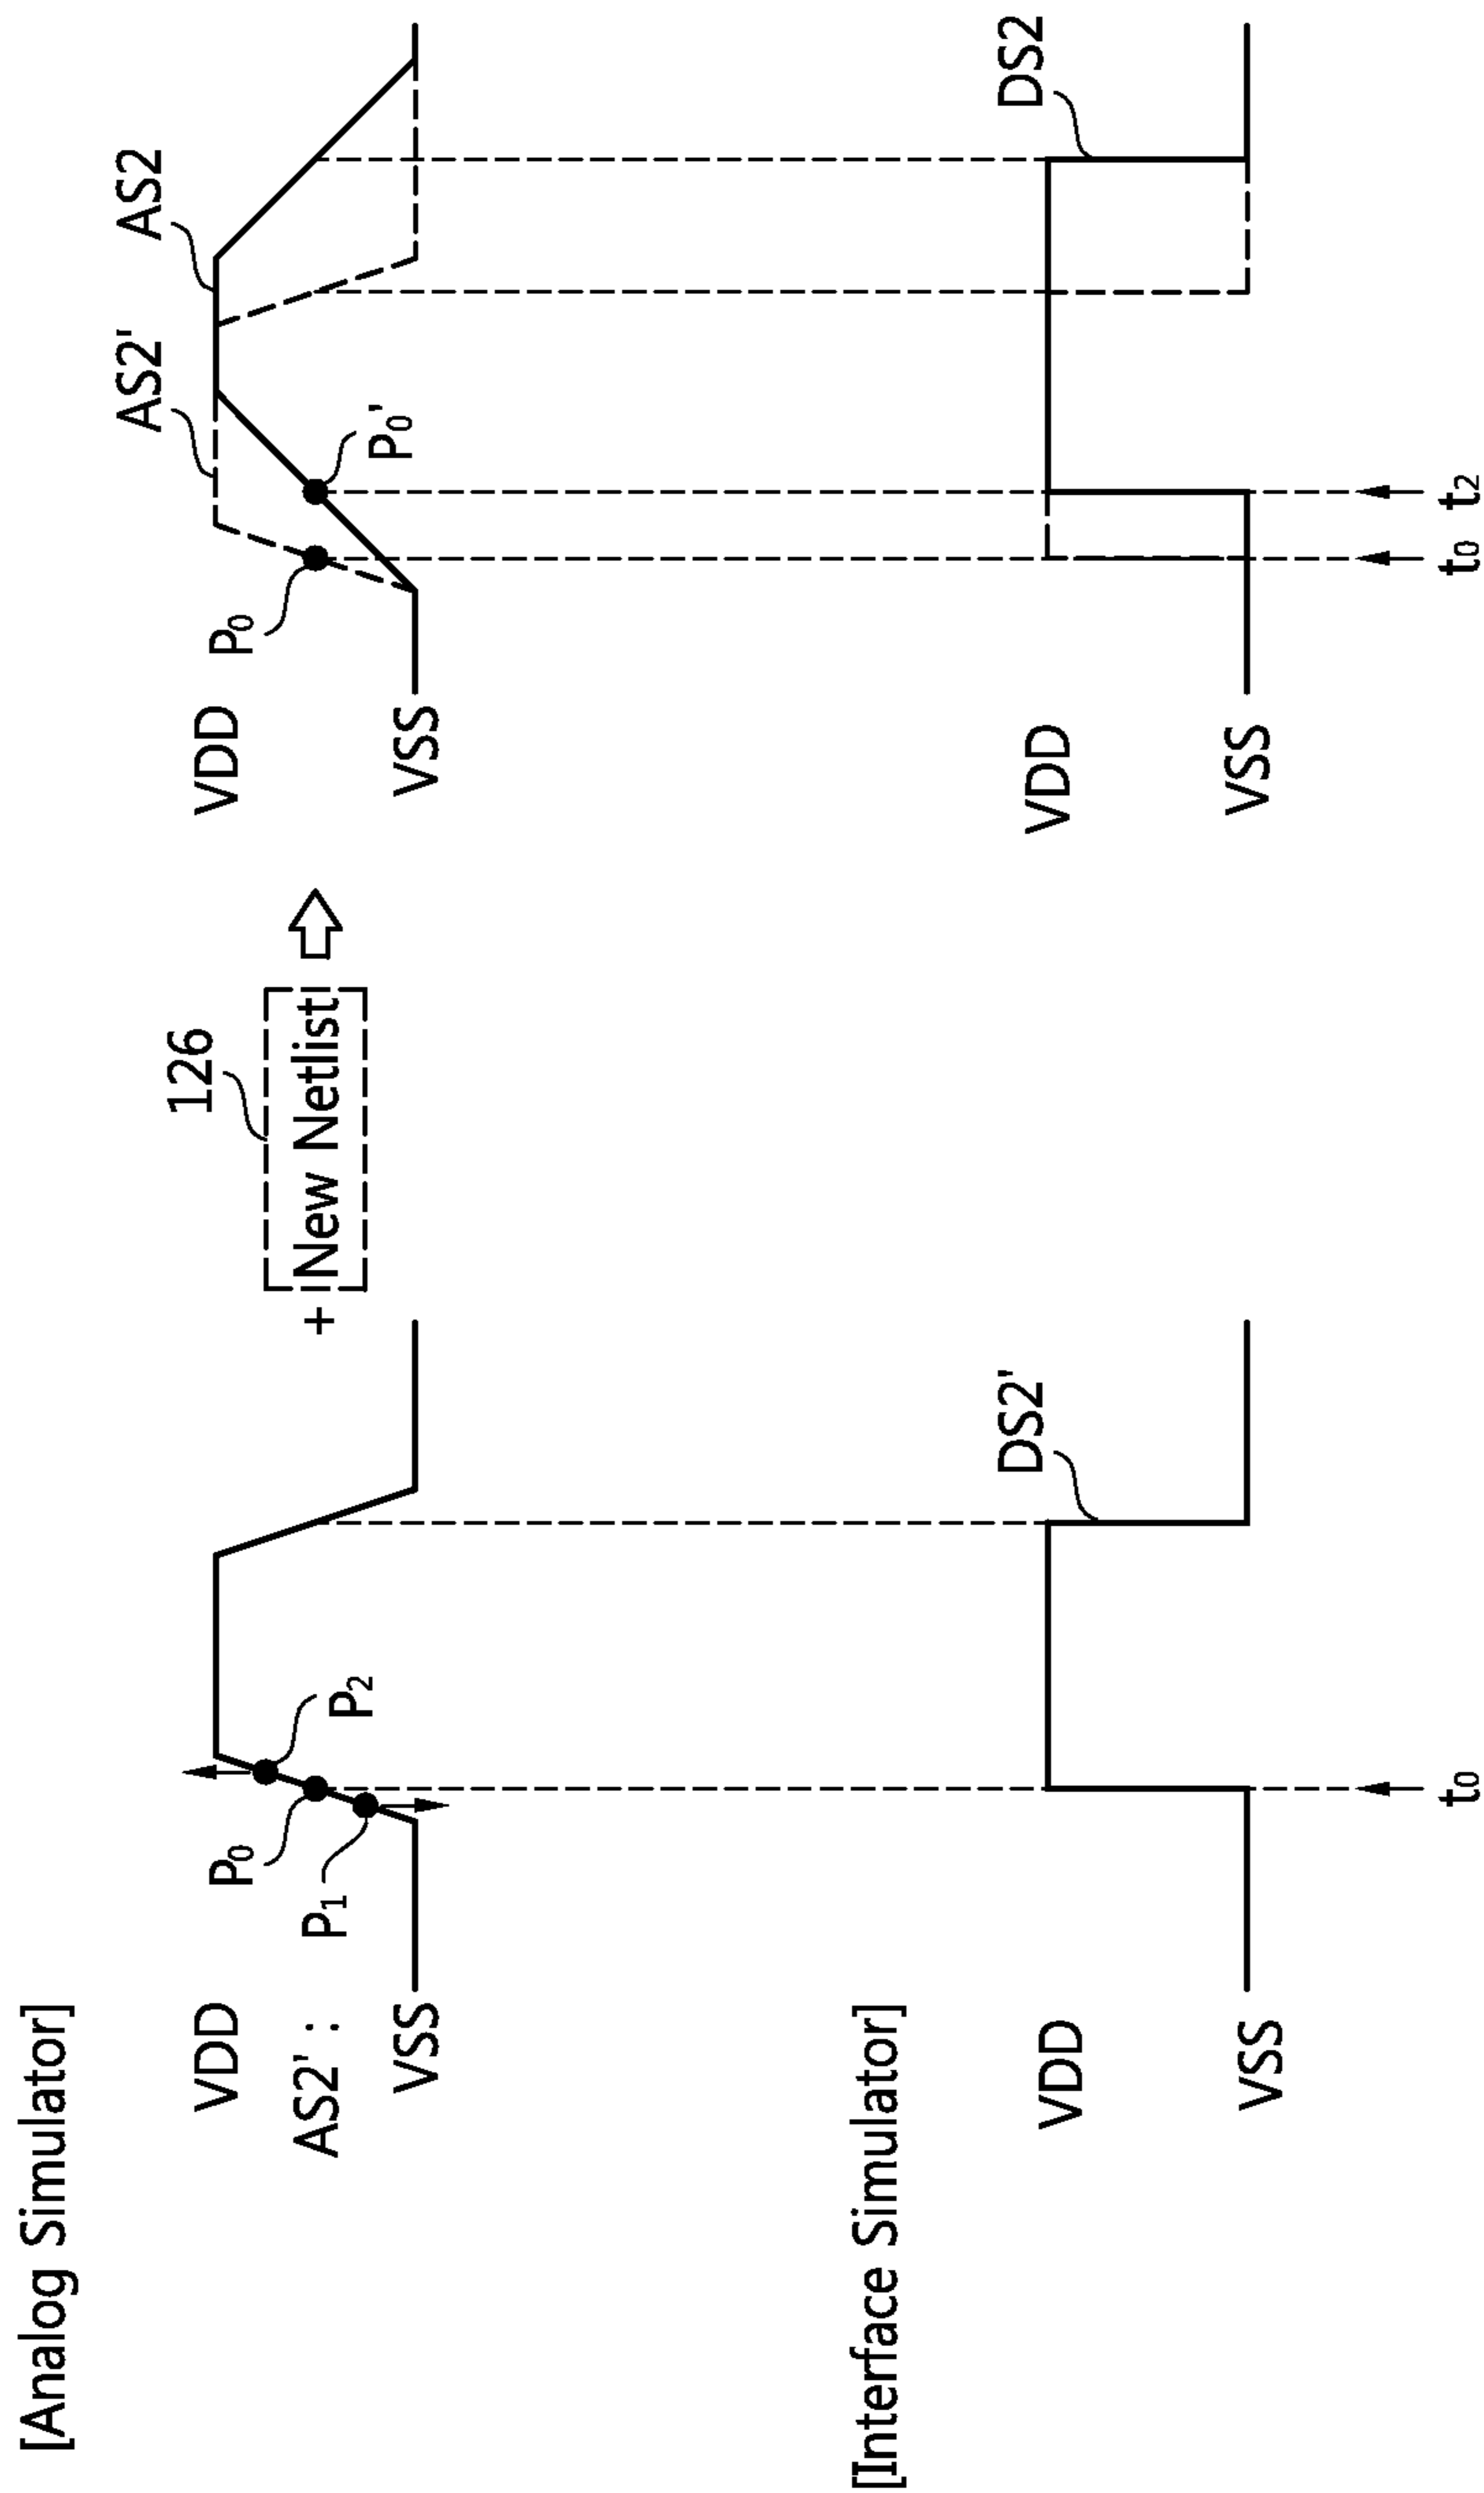 [Analog Simulator]
VDD
AS2' :
VSS
P0
P1
P2
+
New Netlist
126
VDD
VSS
P0
P0'
AS2'
AS2
[Interface Simulator]
VDD
VSS
DS2'
t0
VDD
VSS
DS2
t0
t2